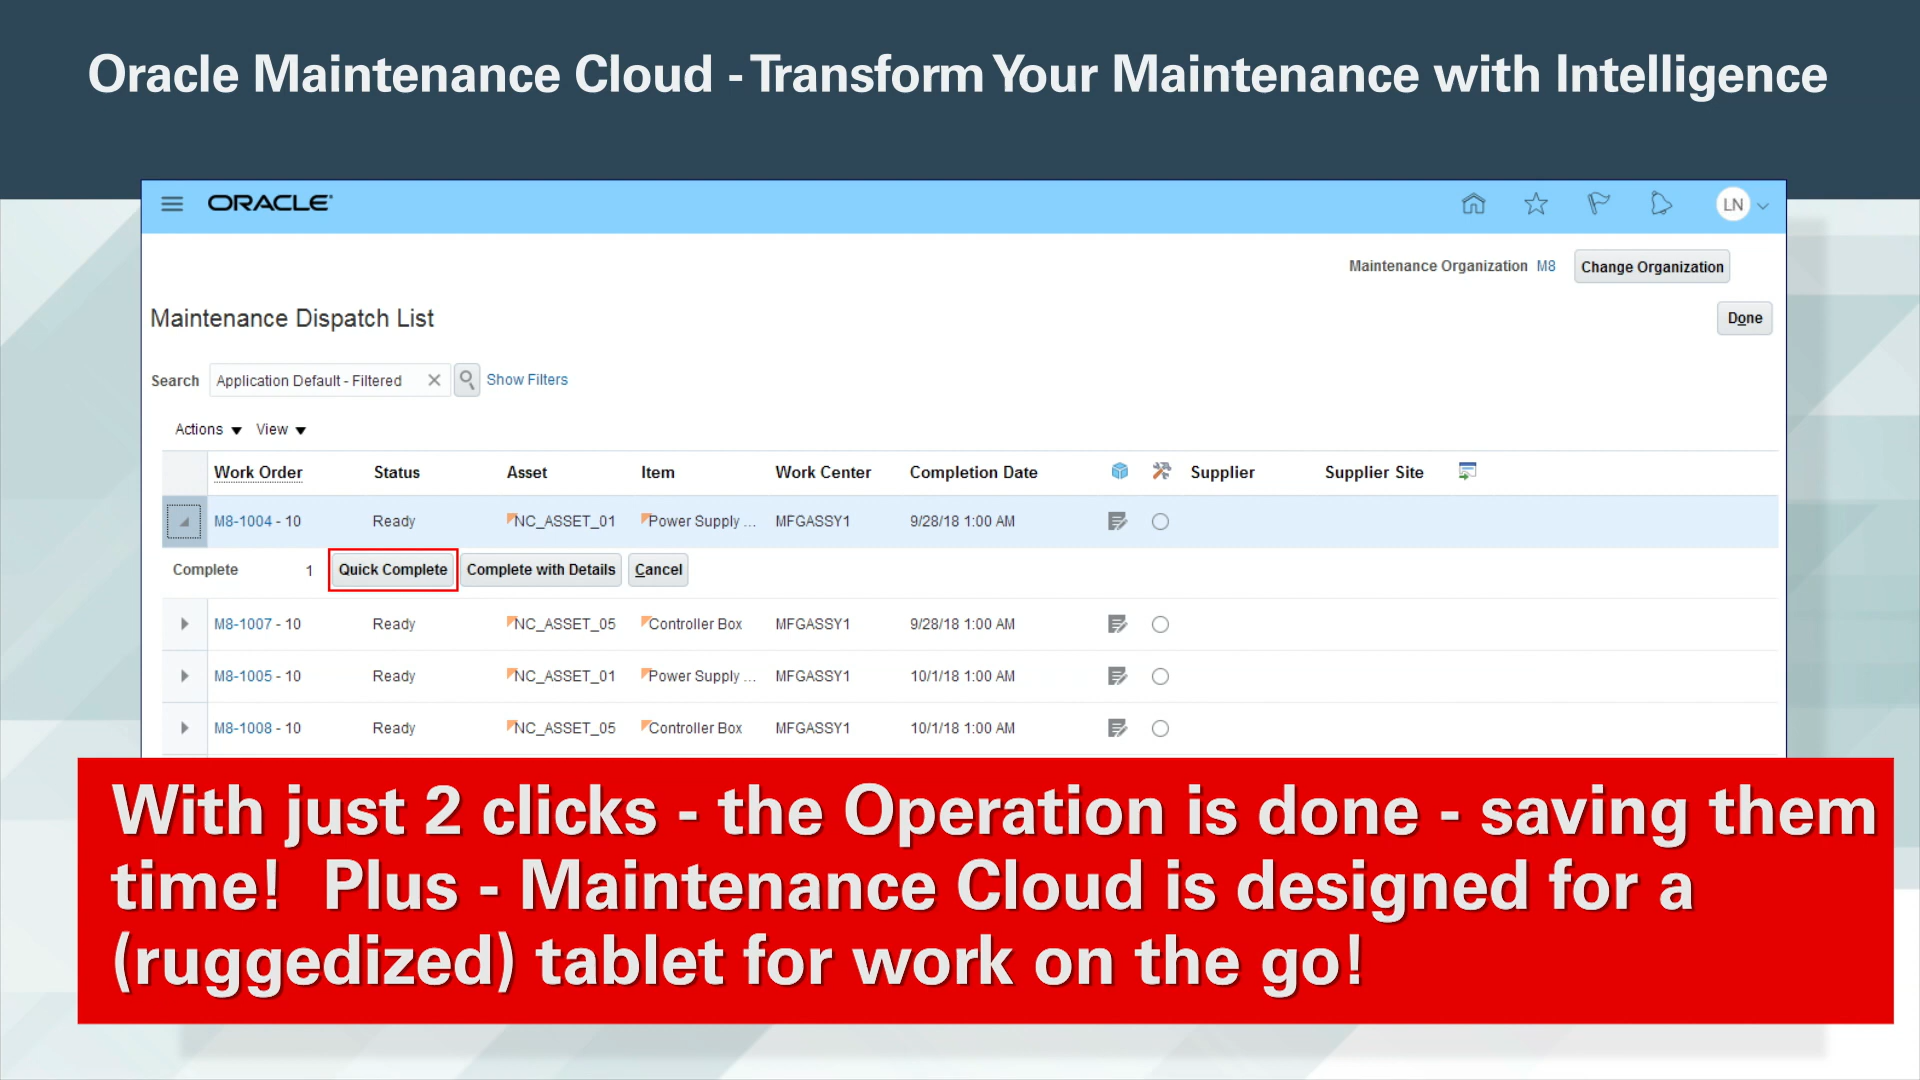 Oracle Maintenance Cloud - Transform Your Maintenance with Intelligence
ORACLE
LN
Maintenance Organization M8 Change Organization
Maintenance Dispatch List Done
Search Application Default - Filtered Show Filters
Actions View
Work Order Status Asset Item Work Center Completion Date Supplier Supplier Site
M8-1004 - 10 Ready NC_ASSET_01 Power Supply ... MFGASSY1 9/28/18 1:00 AM
Complete 1 Quick Complete Complete with Details Cancel
M8-1007 - 10 Ready NC_ASSET_05 Controller Box MFGASSY1 9/28/18 1:00 AM
M8-1005 - 10 Ready NC_ASSET_01 Power Supply ... MFGASSY1 10/1/18 1:00 AM
M8-1008 - 10 Ready NC_ASSET_05 Controller Box MFGASSY1 10/1/18 1:00 AM
With just 2 clicks - the Operation is done - saving them
time!  Plus - Maintenance Cloud is designed for a
(ruggedized) tablet for work on the go!